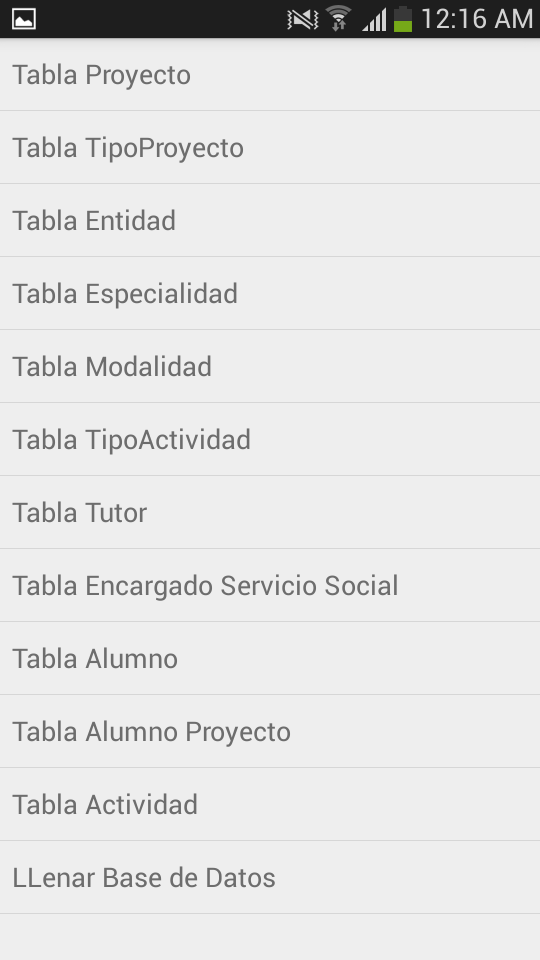 12:16 AM
Tabla Proyecto
Tabla TipoProyecto
Tabla Entidad
Tabla Especialidad
Tabla Modalidad
Tabla TipoActividad
Tabla Tutor
Tabla Encargado Servicio Social
Tabla Alumno
Tabla Alumno Proyecto
Tabla Actividad
LLenar Base de Datos